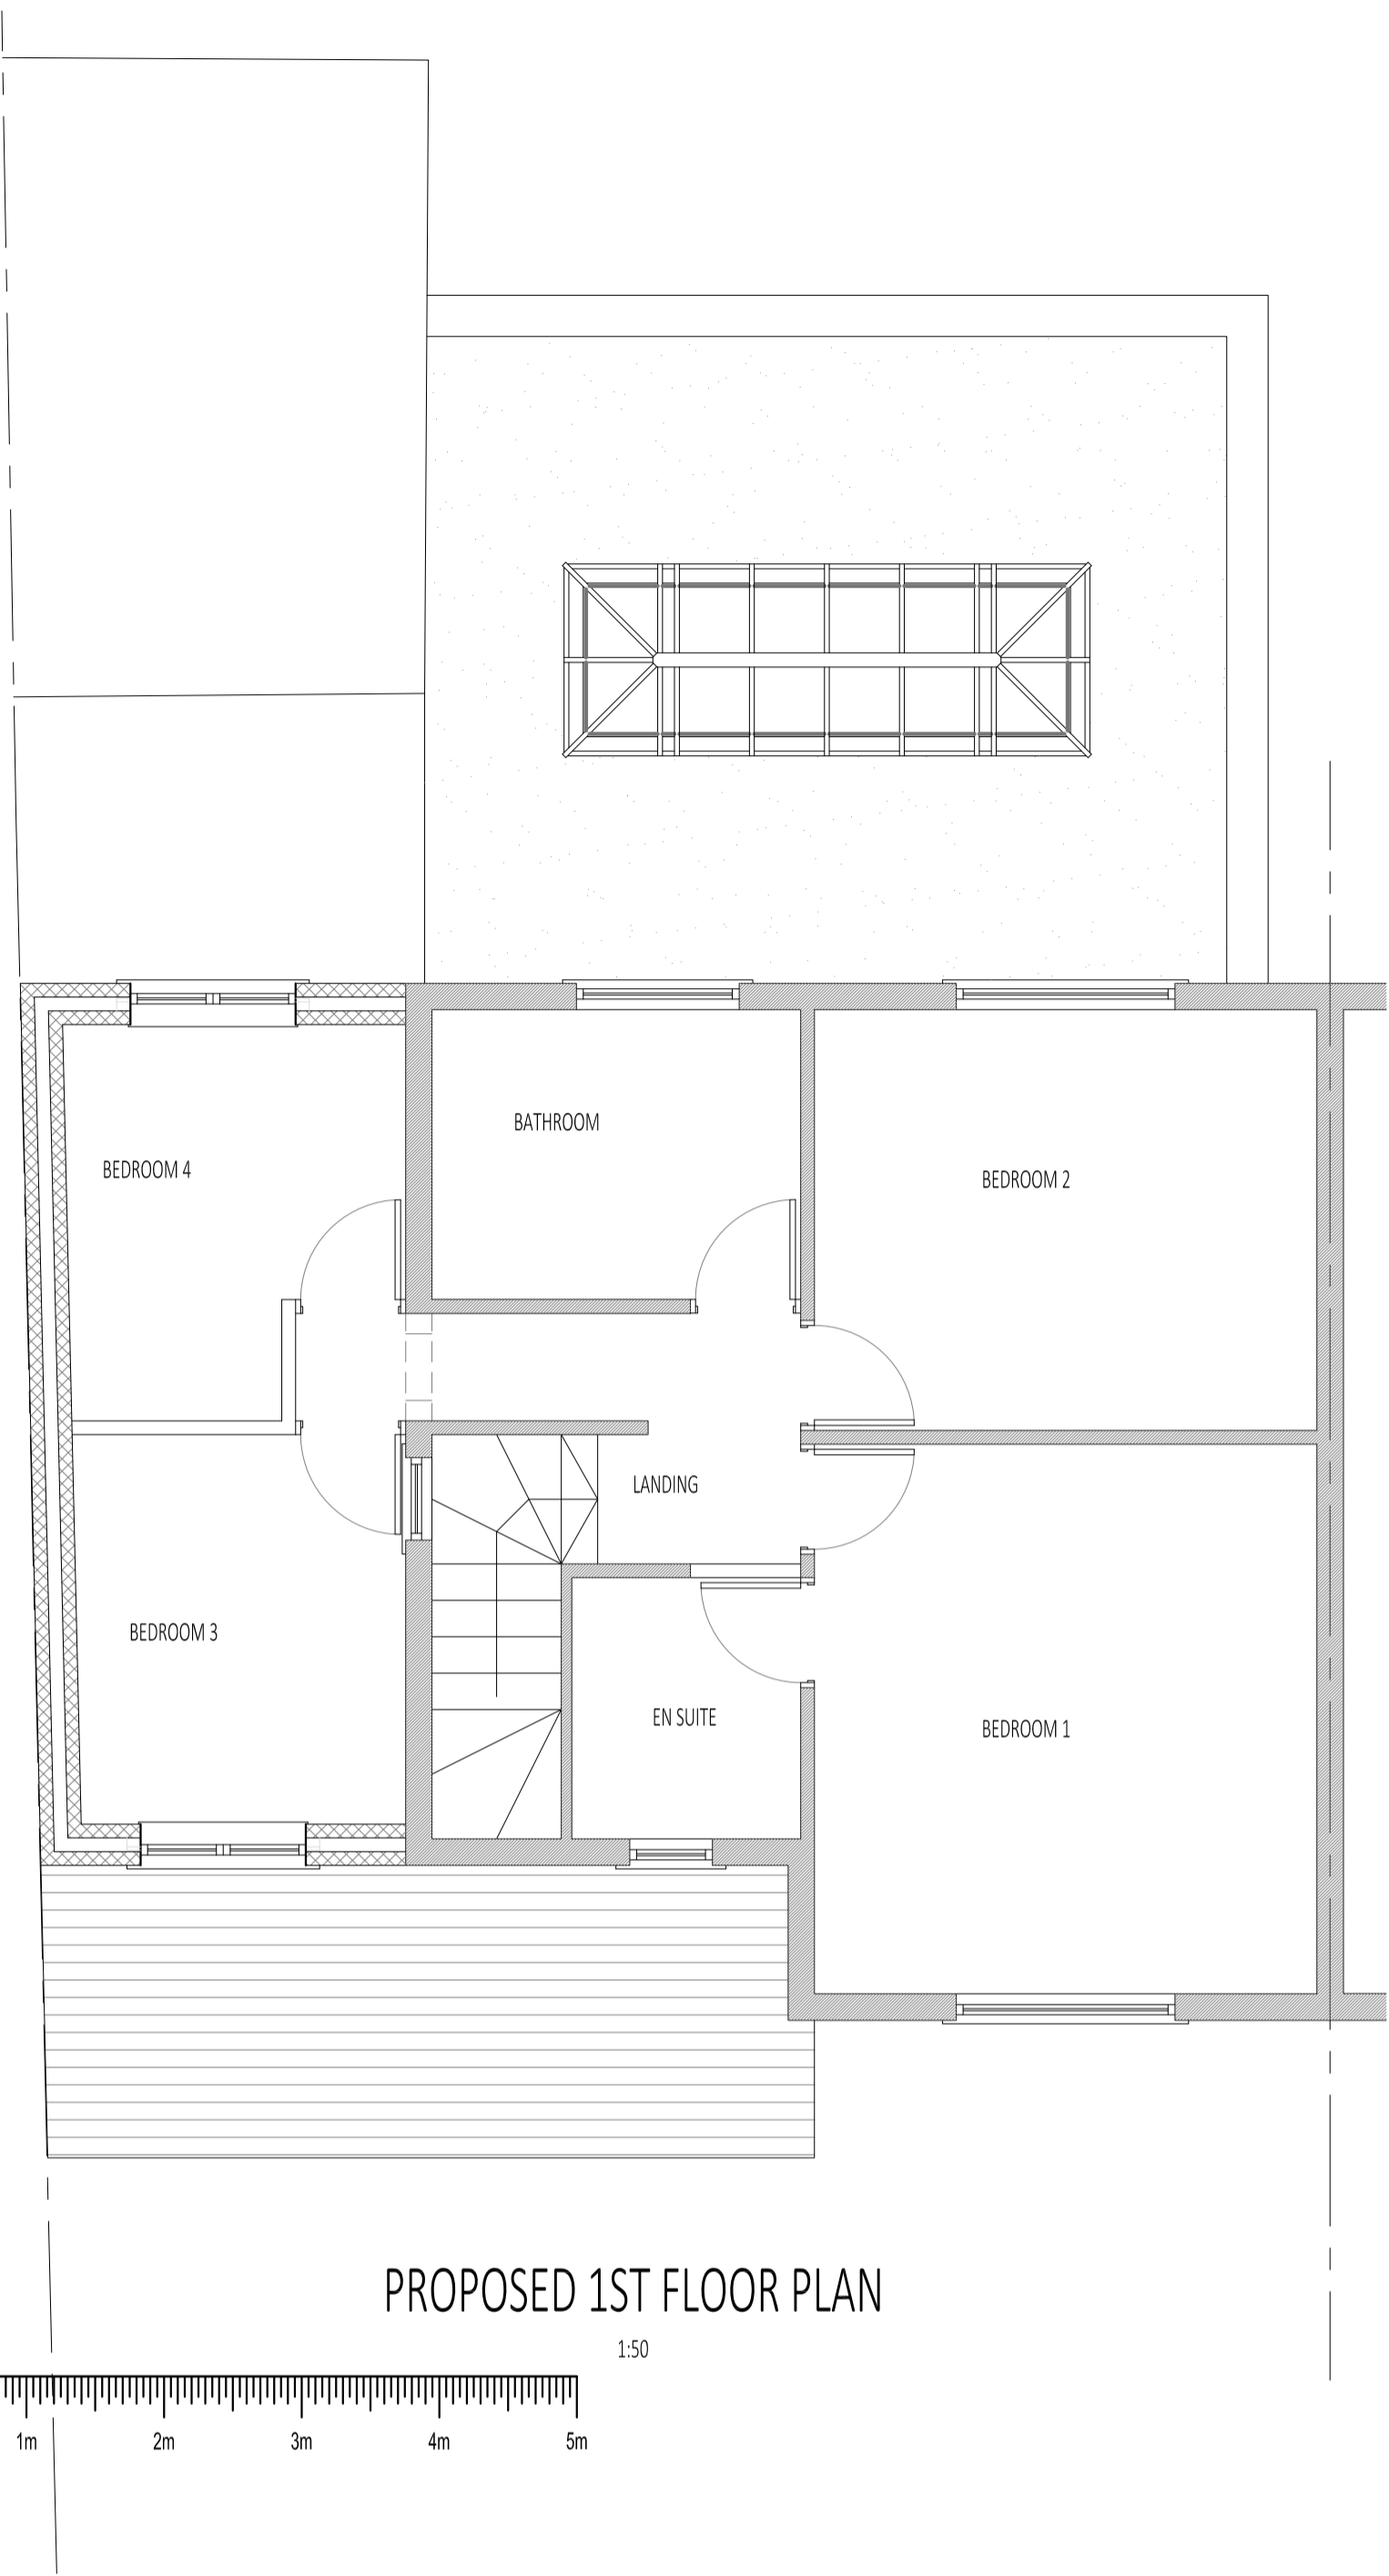 BATHROOM
BEDROOM 4
BEDROOM 2
LANDING
BEDROOM 3
EN SUITE
BEDROOM 1
PROPOSED 1ST FLOOR PLAN
1:50
1m 2m 3m 4m 5m